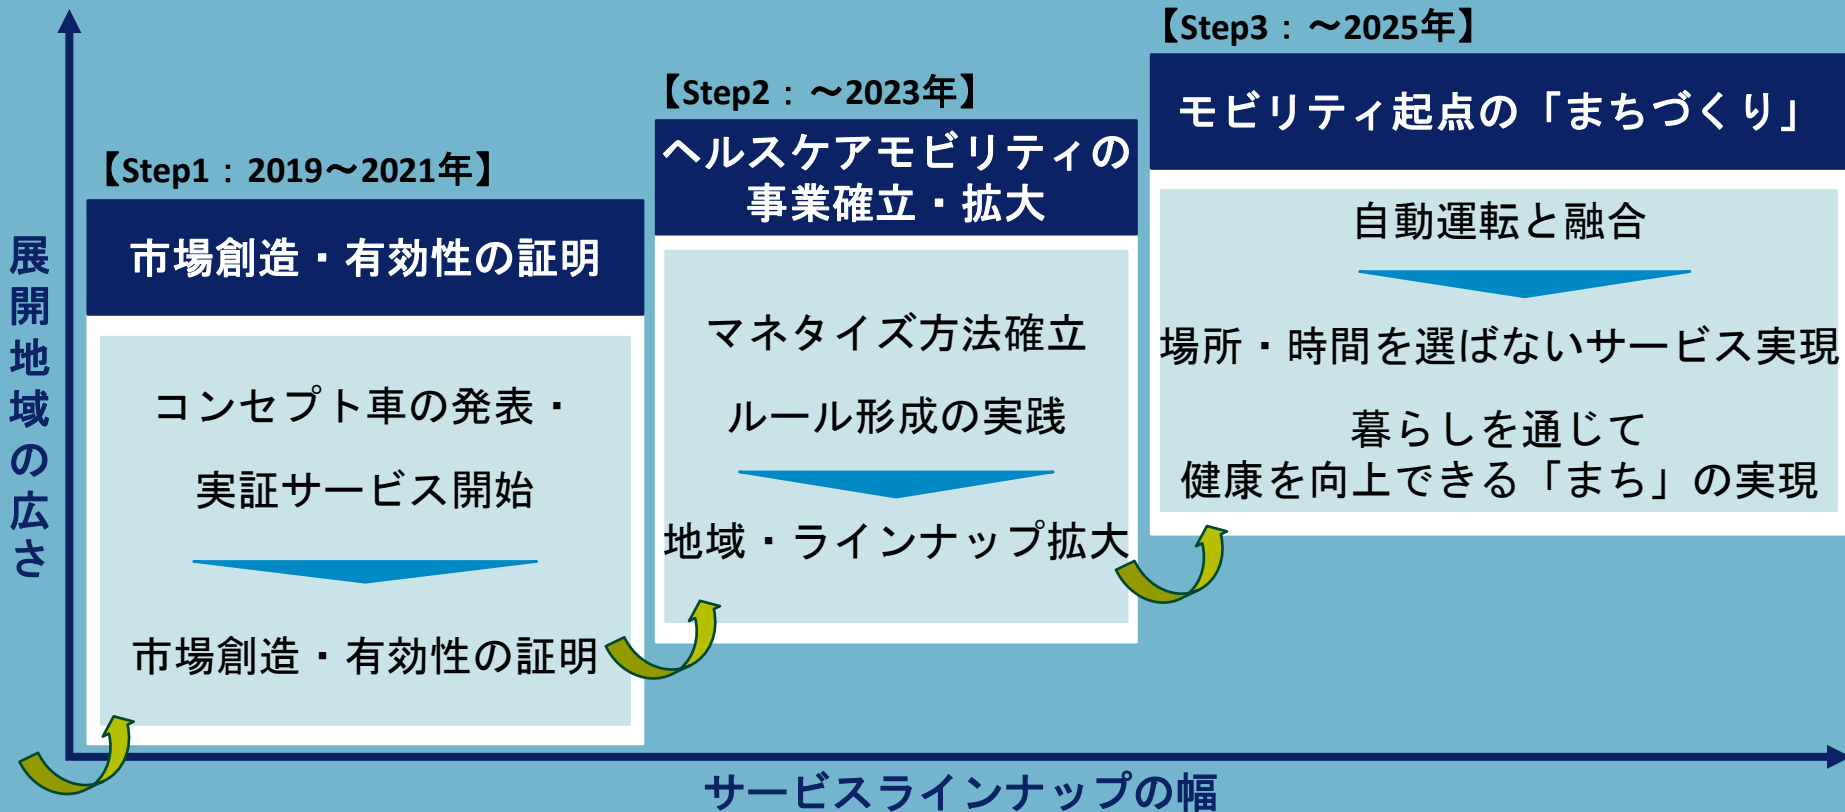 展開地域の広さ
【Step1：2019～2021年】
市場創造・有効性の証明
コンセプト車の発表・
実証サービス開始
市場創造・有効性の証明
【Step2：～2023年】
ヘルスケアモビリティの
事業確立・拡大
マネタイズ方法確立
ルール形成の実践
地域・ラインナップ拡大
【Step3：～2025年】
モビリティ起点の「まちづくり」
自動運転と融合
場所・時間を選ばないサービス実現
暮らしを通じて
健康を向上できる「まち」の実現
サービスラインナップの幅